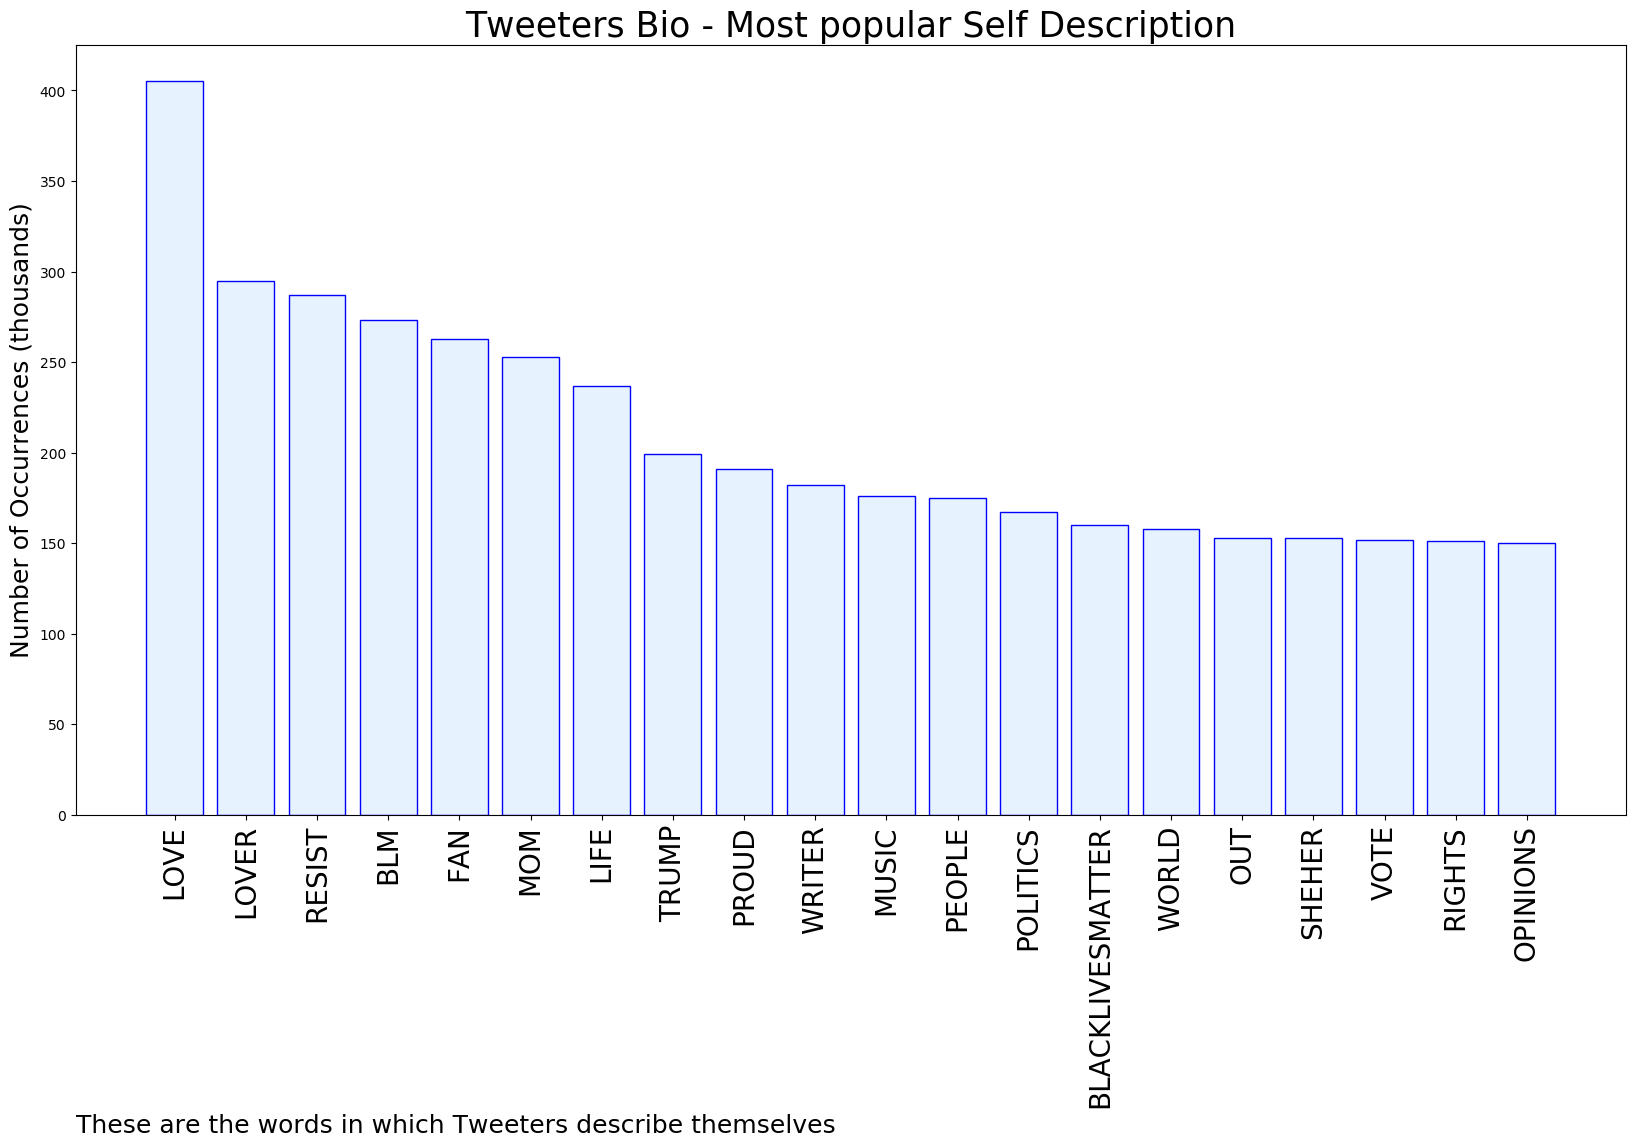 Tweeters Bio - Most popular Self Description
Number of Occurrences (thousands)
400
350
300
250
200
150
100
50
0
LOVE
LOVER
RESIST
BLM
FAN
MOM
LIFE
TRUMP
PROUD
WRITER
MUSIC
PEOPLE
POLITICS
BLACKLIVESMATTER
WORLD
OUT
SHEHER
VOTE
RIGHTS
OPINIONS
These are the words in which Tweeters describe themselves